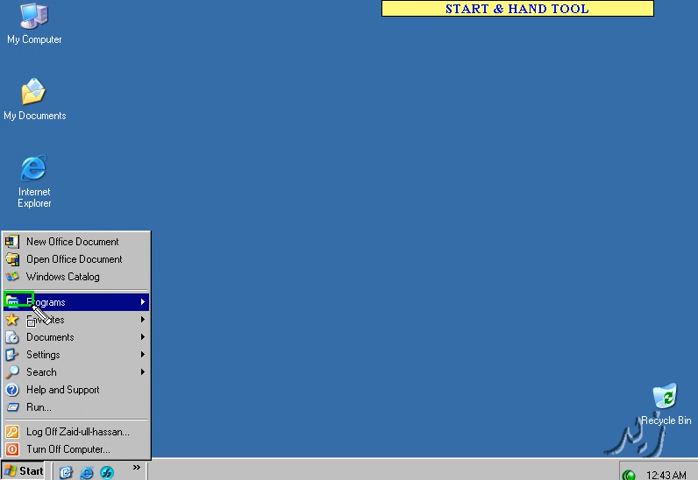 START & HAND TOOL
My Computer
My Documents
Internet
Explorer
New Office Document
Open Office Document
Windows Catalog
Programs
Favorites
Documents
Settings
Search
Help and Support
Run...
Log Off Zaid-ull-hassan...
Turn Off Computer...
Recycle Bin
زید
Start
»
12:43 AM